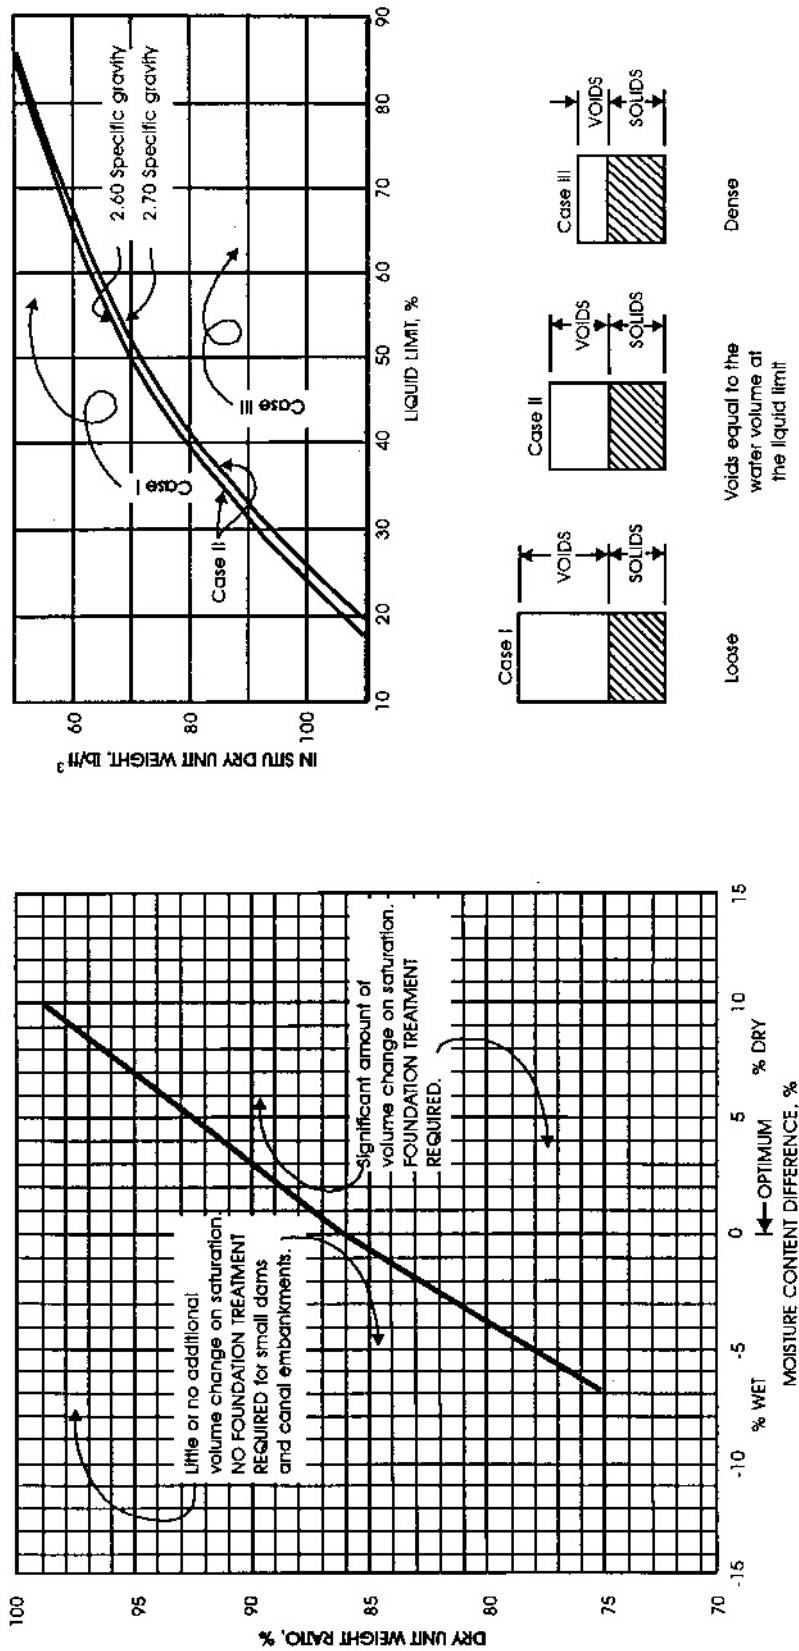 100
95
90
85
80
75
70
DRY UNIT WEIGHT RATIO, %
Little or no additional
volume change on saturation.
NO FOUNDATION TREATMENT
REQUIRED for small dams
and canal embankments.
Significant amount of
volume change on saturation.
FOUNDATION TREATMENT
REQUIRED.
-15
-10
-5
0
5
10
15
% WET
OPTIMUM
% DRY
MOISTURE CONTENT DIFFERENCE, %
60
80
100
IN SITU DRY UNIT WEIGHT, lb/ft³
2.60 Specific gravity
2.70 Specific gravity
Case I
Case II
Case III
10
20
30
40
50
60
70
80
90
LIQUID LIMIT, %
Case I
VOIDS
SOLIDS
Loose
Case II
VOIDS
SOLIDS
Voids equal to the
water volume at
the liquid limit
Case III
VOIDS
SOLIDS
Dense